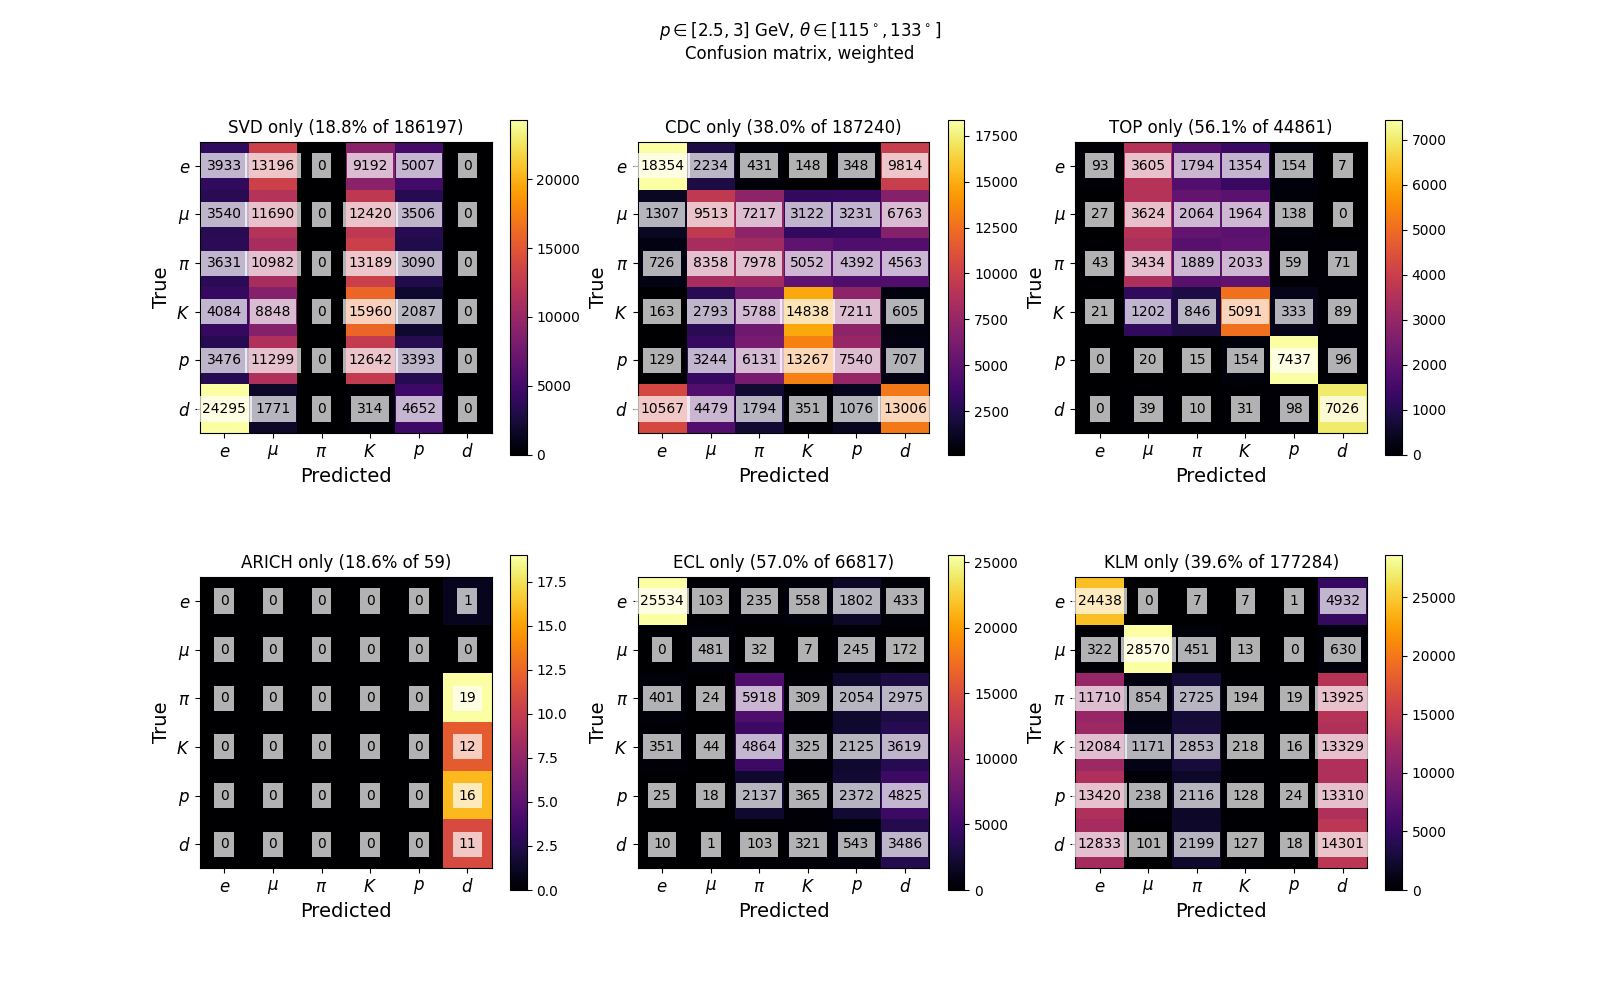 p ∈ [2.5, 3] GeV, θ ∈ [115°, 133°]
Confusion matrix, weighted
SVD only (18.8% of 186197)
True
e 3933 13196 0 9192 5007 0
μ 3540 11690 0 12420 3506 0
π 3631 10982 0 13189 3090 0
K 4084 8848 0 15960 2087 0
p 3476 11299 0 12642 3393 0
d 24295 1771 0 314 4652 0
e μ π K p d
Predicted
20000
15000
10000
5000
0
CDC only (38.0% of 187240)
True
e 18354 2234 431 148 348 9814
μ 1307 9513 7217 3122 3231 6763
π 726 8358 7978 5052 4392 4563
K 163 2793 5788 14838 7211 605
p 129 3244 6131 13267 7540 707
d 10567 4479 1794 351 1076 13006
e μ π K p d
Predicted
17500
15000
12500
10000
7500
5000
2500
TOP only (56.1% of 44861)
True
e 93 3605 1794 1354 154 7
μ 27 3624 2064 1964 138 0
π 43 3434 1889 2033 59 71
K 21 1202 846 5091 333 89
p 0 20 15 154 7437 96
d 0 39 10 31 98 7026
e μ π K p d
Predicted
7000
6000
5000
4000
3000
2000
1000
0
ARICH only (18.6% of 59)
True
e 0 0 0 0 0 1
μ 0 0 0 0 0 0
π 0 0 0 0 0 19
K 0 0 0 0 0 12
p 0 0 0 0 0 16
d 0 0 0 0 0 11
e μ π K p d
Predicted
17.5
15.0
12.5
10.0
7.5
5.0
2.5
0.0
ECL only (57.0% of 66817)
True
e 25534 103 235 558 1802 433
μ 0 481 32 7 245 172
π 401 24 5918 309 2054 2975
K 351 44 4864 325 2125 3619
p 25 18 2137 365 2372 4825
d 10 1 103 321 543 3486
e μ π K p d
Predicted
25000
20000
15000
10000
5000
0
KLM only (39.6% of 177284)
True
e 24438 0 7 7 1 4932
μ 322 28570 451 13 0 630
π 11710 854 2725 194 19 13925
K 12084 1171 2853 218 16 13329
p 13420 238 2116 128 24 13310
d 12833 101 2199 127 18 14301
e μ π K p d
Predicted
25000
20000
15000
10000
5000
0